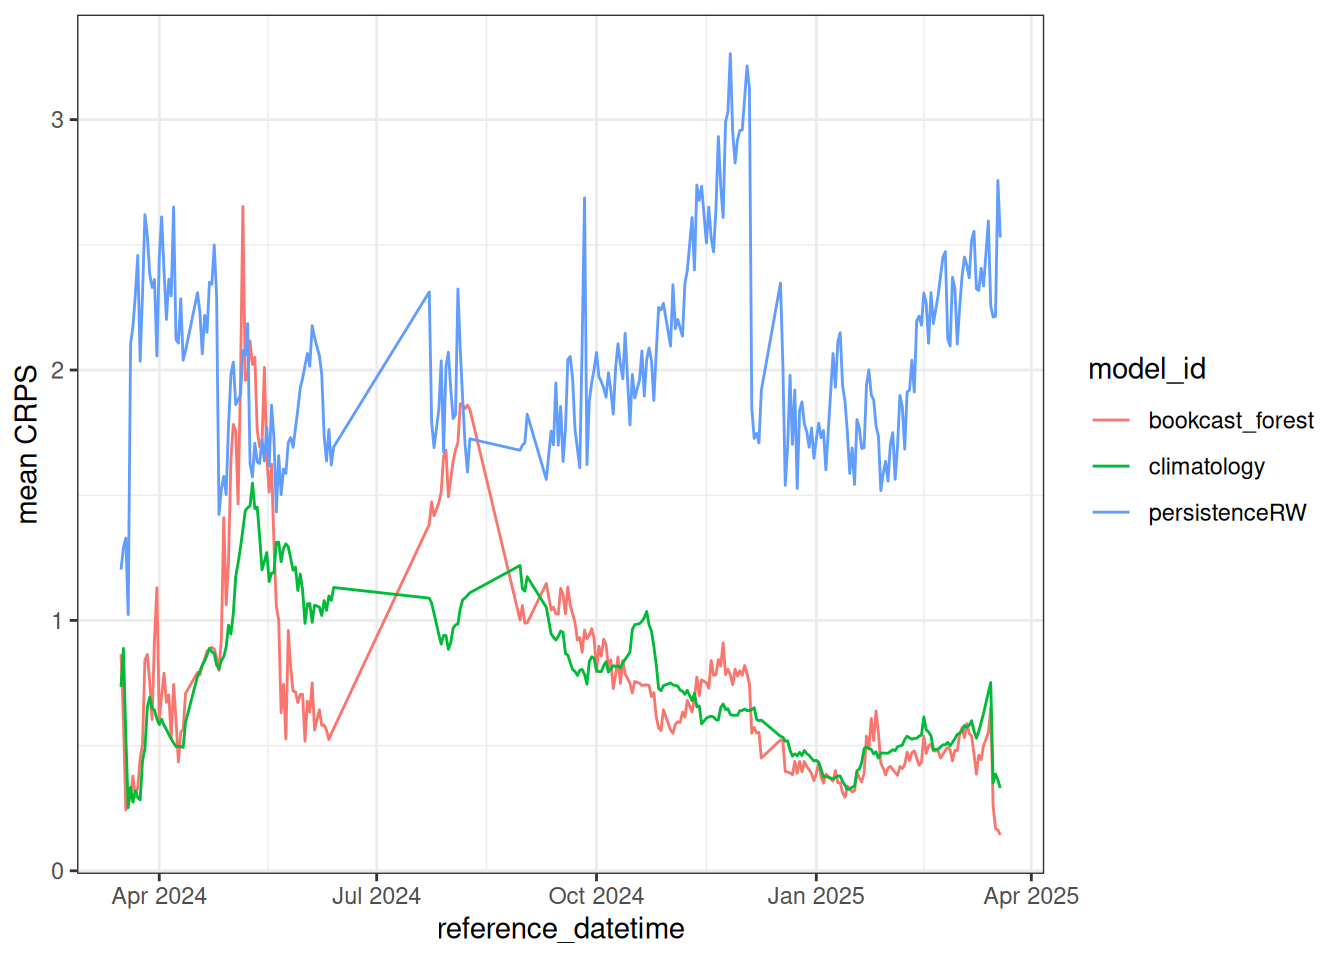 3
2
1
0
mean CRPS
Apr 2024
Jul 2024
Oct 2024
Jan 2025
Apr 2025
reference_datetime
model_id
bookcast_forest
climatology
persistenceRW